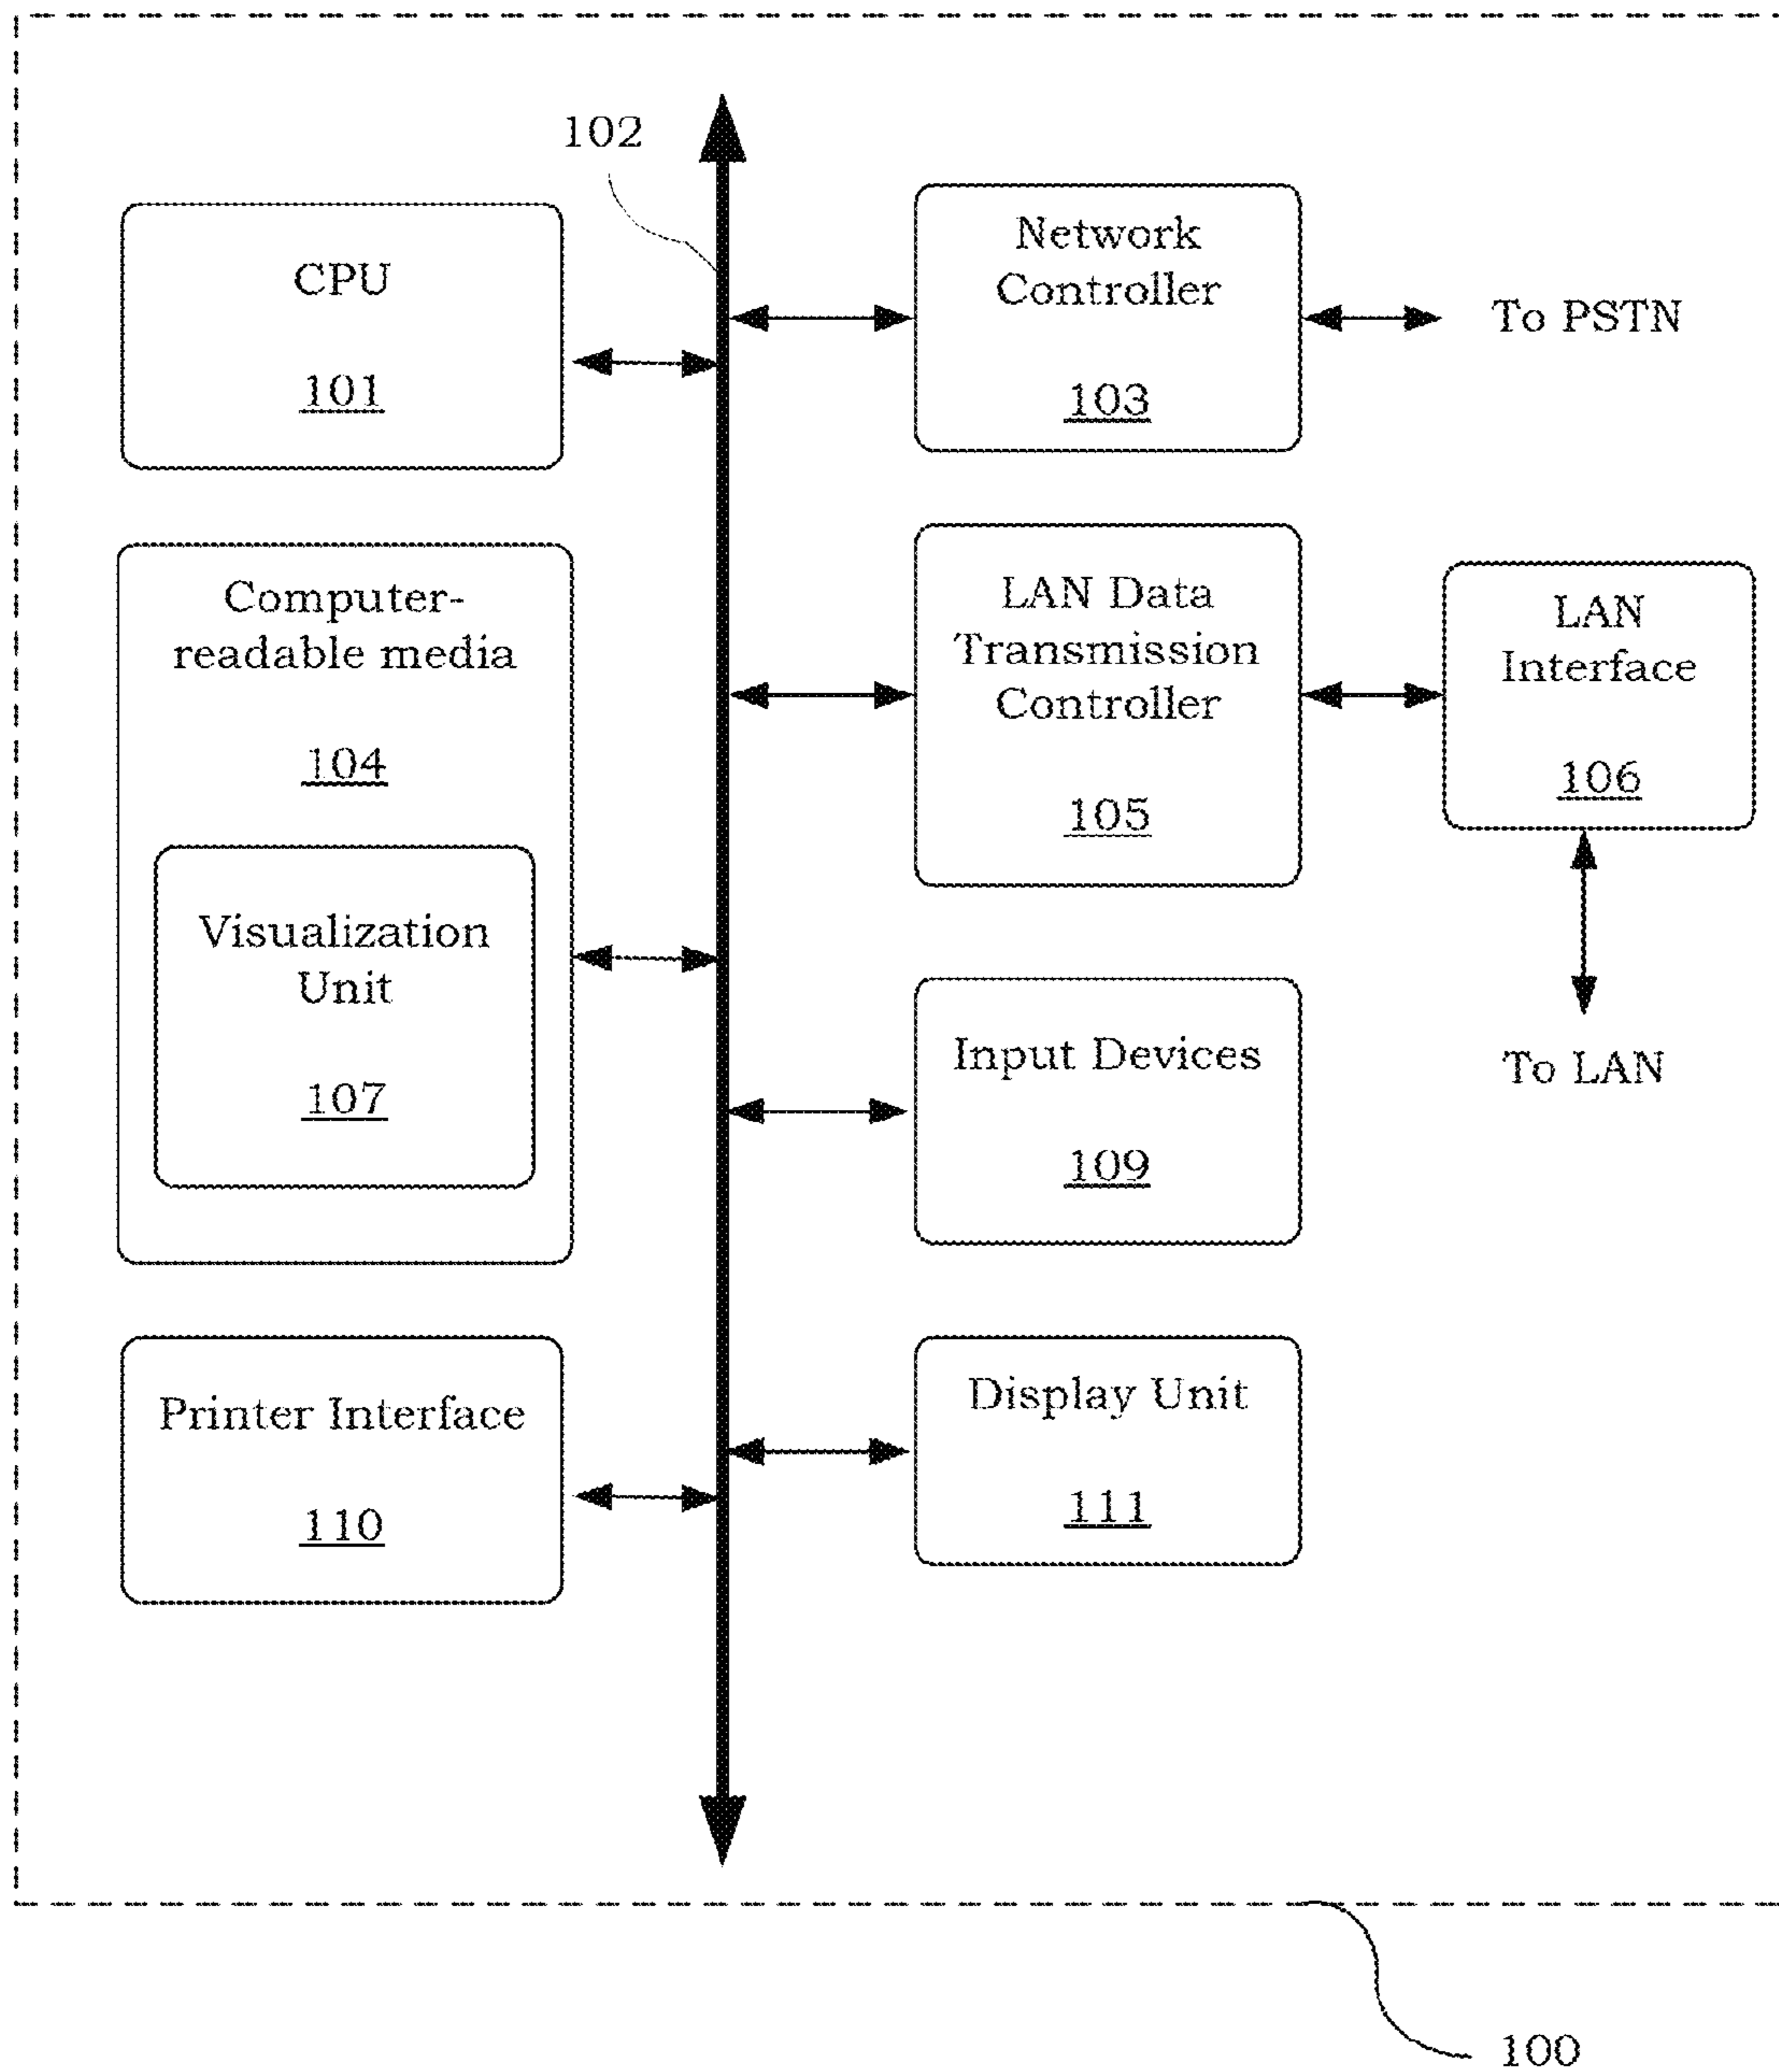 102
CPU
101
Network
Controller
103
To PSTN
Computer-
readable media
104
Visualization
Unit
107
LAN Data
Transmission
Controller
105
LAN
Interface
106
To LAN
Input Devices
109
Printer Interface
110
Display Unit
111
100